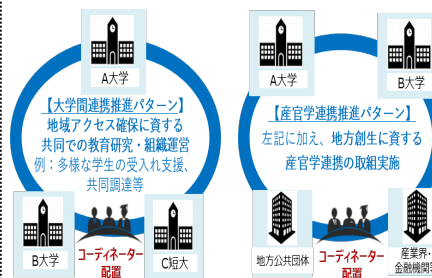 A大学
【大学間連携推進パターン】
地域アクセス確保に資する
共同での教育研究・組織運営
例：多様な学生の受入れ支援、
共同調達等
B大学
コーディネーター
配置
C短大
A大学
B大学
【産官学連携推進パターン】
左記に加え、地方創生に資する
産官学連携の取組実施
地方公共団体
コーディネーター
配置
産業界・
金融機関